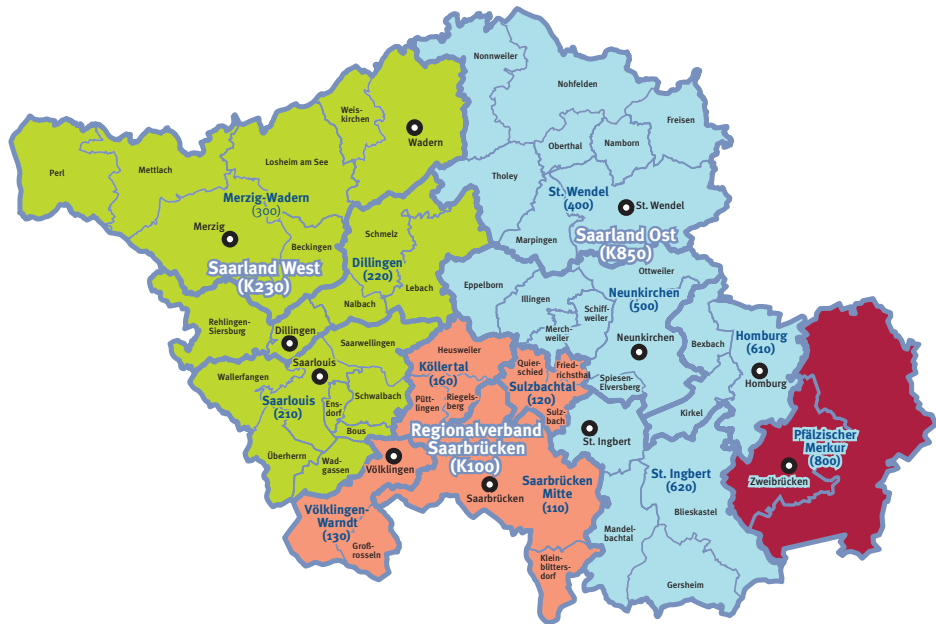 Nonnweiler
Nohfelden
Freisen
Weis-
kirchen
Wadern
Oberthal
Namborn
Perl
Mettlach
Losheim am See
Tholey
St. Wendel
(400)
St. Wendel
Merzig-Wadern
(300)
Merzig
Schmelz
Marpingen
Saarland Ost
(K850)
Beckingen
Saarland West
(K230)
Dillingen
(220)
Lebach
Ottweiler
Eppelborn
Illingen
Neunkirchen
(500)
Nalbach
Schiff-
weiler
Rehlingen-
Siersburg
Dillingen
Merch-
weiler
Neunkirchen
Bexbach
Homburg
(610)
Saarwellingen
Heusweiler
Köllertal
(160)
Quier-
schied
Fried-
richsthal
Saarlouis
Wallerfangen
Sulzbachtal
(120)
Spiesen-
Elversberg
Homburg
Saarlouis
(210)
Ens-
dorf
Schwalbach
Pütt-
lingen
Riegels-
berg
Sulz-
bach
Kirkel
Bous
Regionalverband
Saarbrücken
(K100)
St. Ingbert
Pfälzischer
Merkur
(800)
Überherrn
Wad-
gassen
Völklingen
Saarbrücken
Saarbrücken
Mitte
(110)
St. Ingbert
(620)
Zweibrücken
Völklingen-
Warndt
(130)
Blieskastel
Groß-
rosseln
Mandel-
bachtal
Klein-
blitters-
dorf
Gersheim